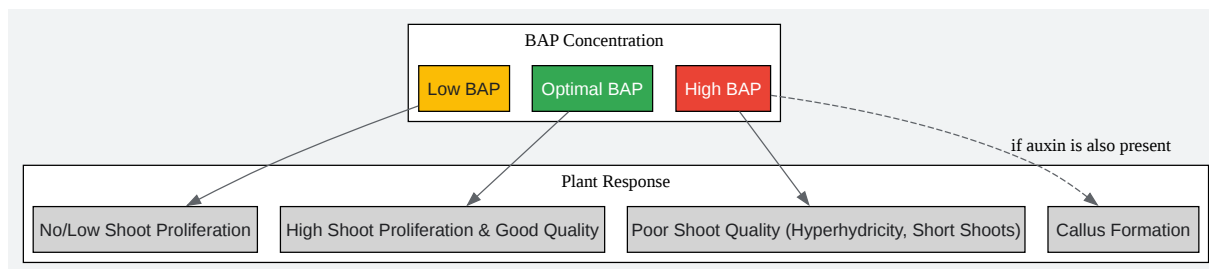 BAP Concentration
Low BAP
Optimal BAP
High BAP
if auxin is also present
Plant Response
No/Low Shoot Proliferation
High Shoot Proliferation & Good Quality
Poor Shoot Quality (Hyperhydricity, Short Shoots)
Callus Formation